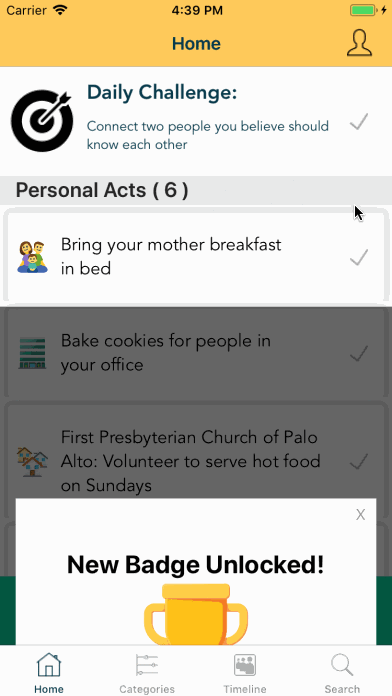 Carrier 4:39 PM
Home
Daily Challenge:
Connect two people you believe should
know each other
Personal Acts ( 6 )
Bring your mother breakfast
in bed
Bake cookies for people in
your office
First Presbyterian Church of Palo
Alto: Volunteer to serve hot food
on Sundays
X
New Badge Unlocked!
Home Categories Timeline Search